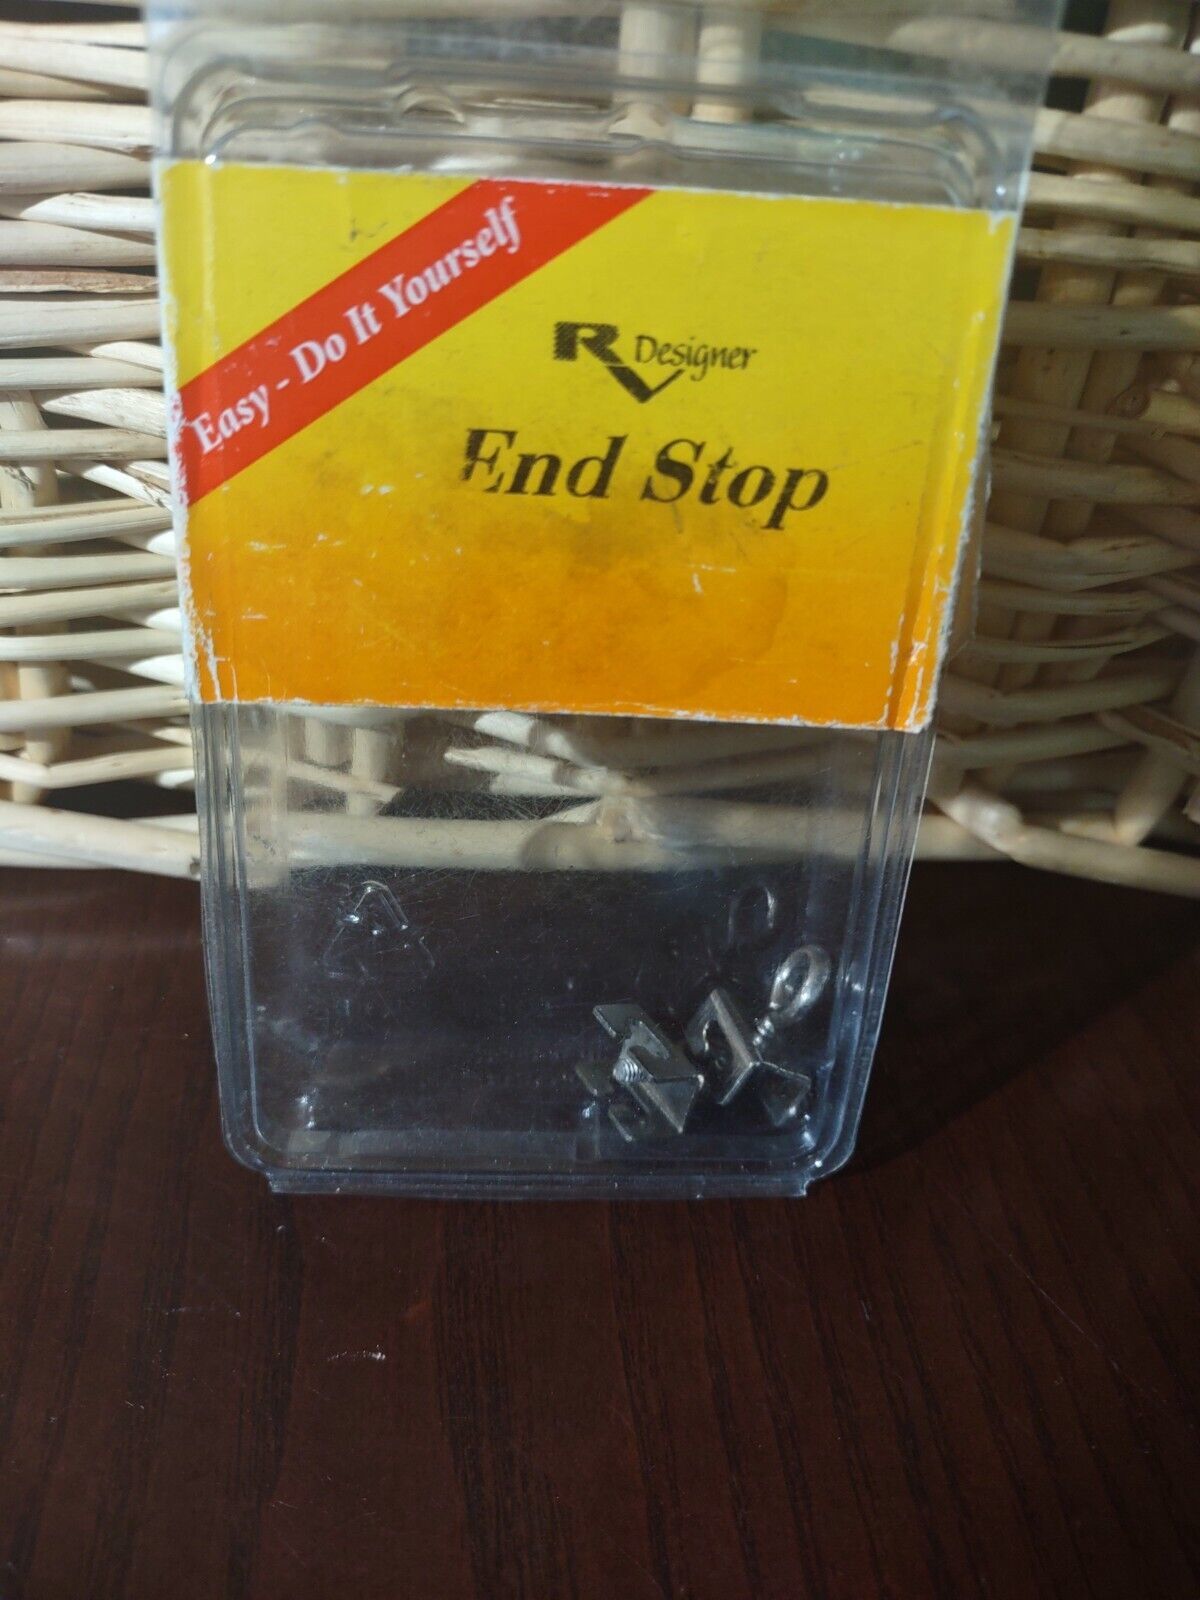 Easy - Do It Yourself
RV Designer
End Stop